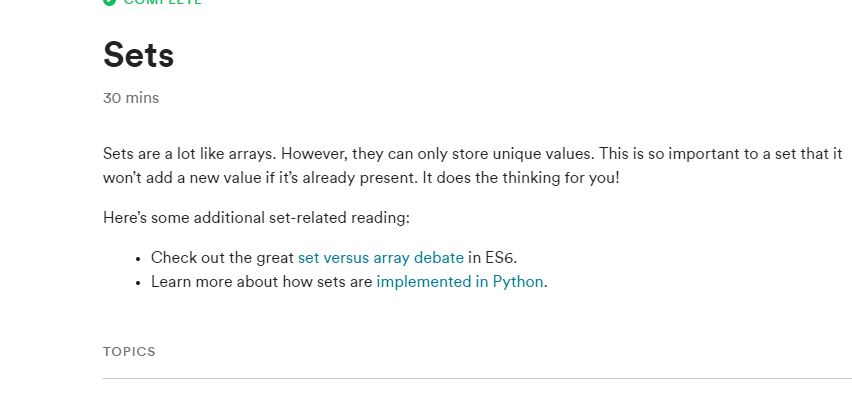 COMPLETE
Sets
30 mins
Sets are a lot like arrays. However, they can only store unique values. This is so important to a set that it
won’t add a new value if it’s already present. It does the thinking for you!
Here’s some additional set-related reading:
• Check out the great set versus array debate in ES6.
• Learn more about how sets are implemented in Python.
TOPICS